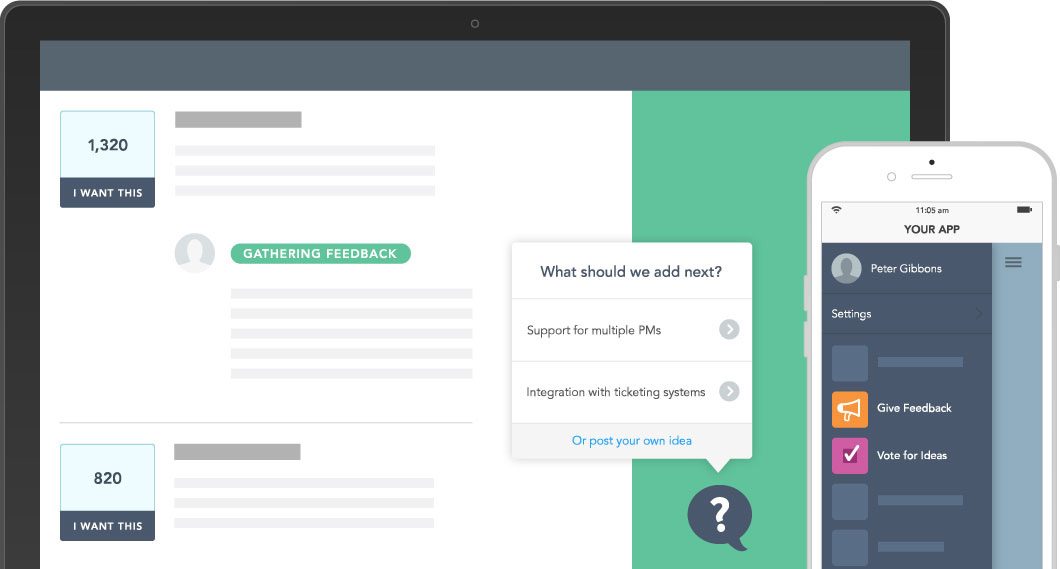 1,320
I WANT THIS
GATHERING FEEDBACK
820
I WANT THIS
What should we add next?
Support for multiple PMs
Integration with ticketing systems
Or post your own idea
?
11:05 am
YOUR APP
Peter Gibbons
Settings
Give Feedback
Vote for Ideas